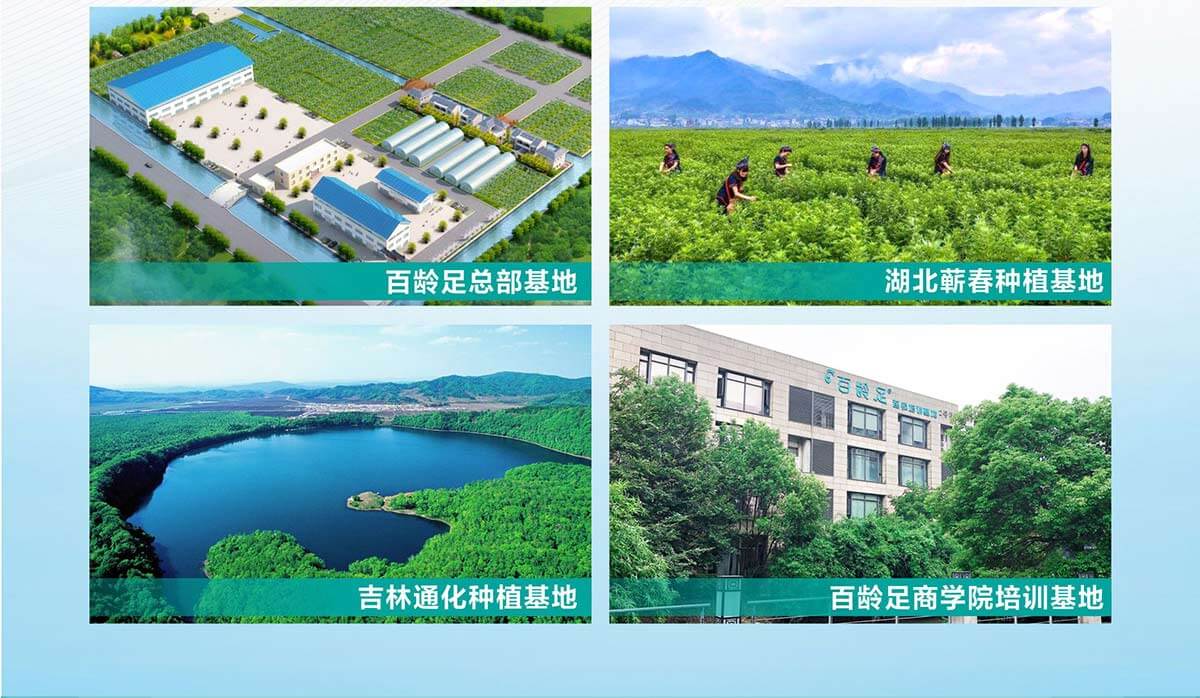 百龄足总部基地
湖北蕲春种植基地
吉林通化种植基地
百龄足
百龄足商学院培训基地